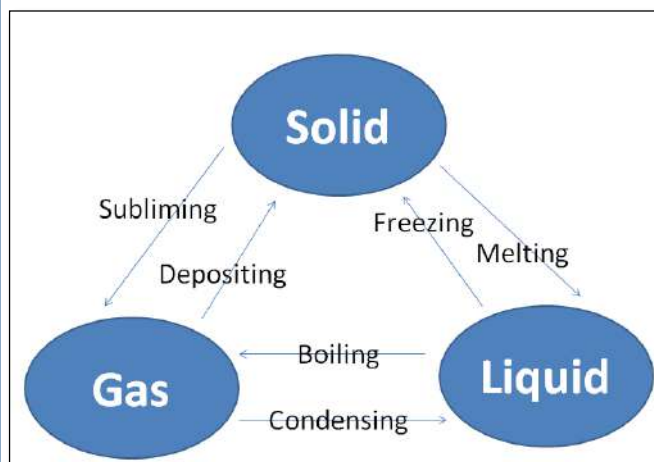 Solid
Subliming
Freezing
Melting
Depositing
Boiling
Gas
Liquid
Condensing